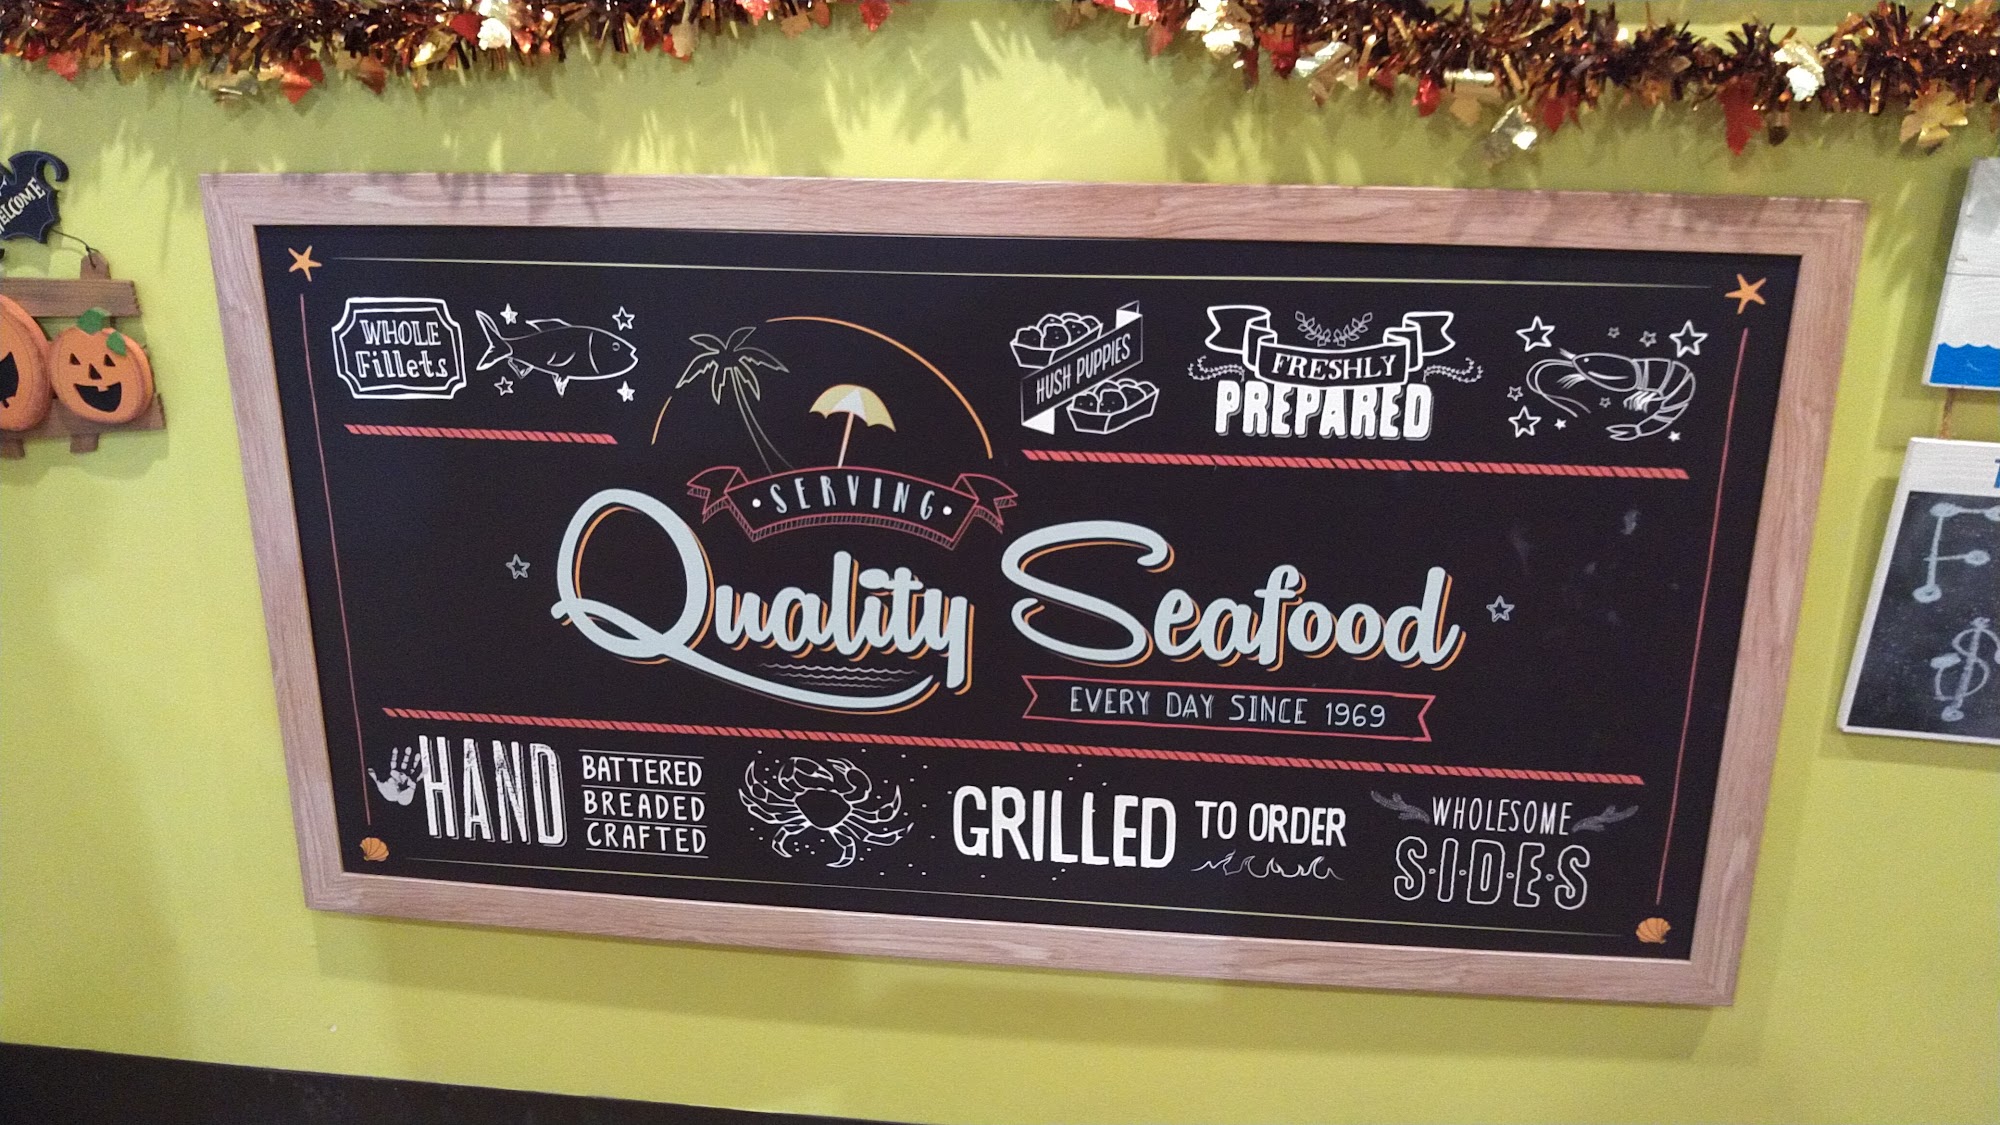 WELCOME
WHOLE
Fillets
HUSH PUPPIES
FRESHLY
PREPARED
SERVING
Quality Seafood
EVERY DAY SINCE 1969
HAND
BATTERED
BREADED
CRAFTED
GRILLED TO ORDER
WHOLESOME
SIDES